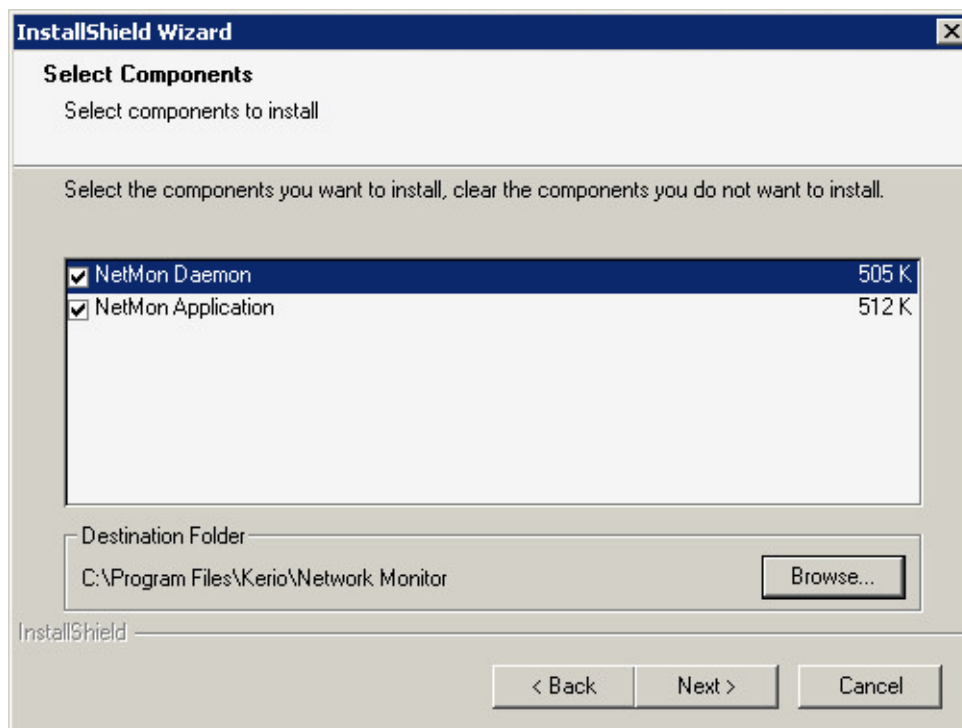 InstallShield Wizard
Select Components
Select components to install
Select the components you want to install, clear the components you do not want to install.
NetMon Daemon 505 K
NetMon Application 512 K
Destination Folder
C:\Program Files\Kerio\Network Monitor
Browse...
InstallShield
< Back Next > Cancel